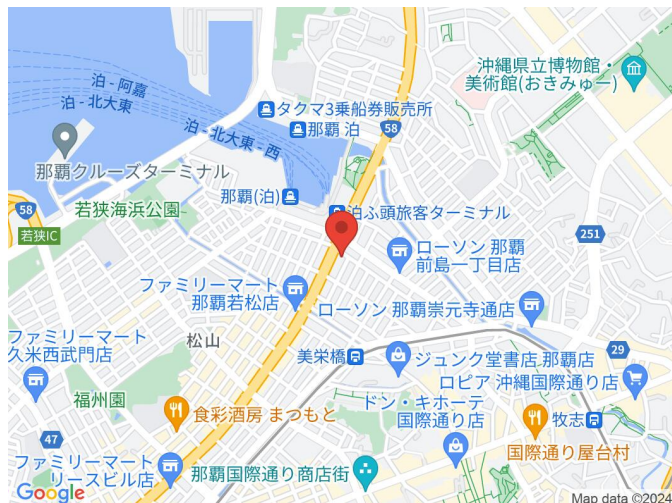 沖縄県立博物館・
美術館(おきみゅー)
泊 - 阿嘉
泊 - 北大東
泊 - 北大東 - 西
タクマ3乗船券販売所
那覇 泊
58
那覇クルーズターミナル
那覇(泊)
58
若狭海浜公園
泊ふ頭旅客ターミナル
若狭IC
251
ローソン 那覇
前島一丁目店
ファミリーマート
那覇若松店
ローソン 那覇崇元寺通店
ファミリーマート
久米西武門店
松山
美栄橋
ジュンク堂書店 那覇店
29
ロピア 沖縄国際通り店
福州園
食彩酒房 まつもと
ドン・キホーテ
国際通り店
牧志
47
国際通り屋台村
ファミリーマート
リースビル店
那覇国際通り商店街
Google
Map data ©2024